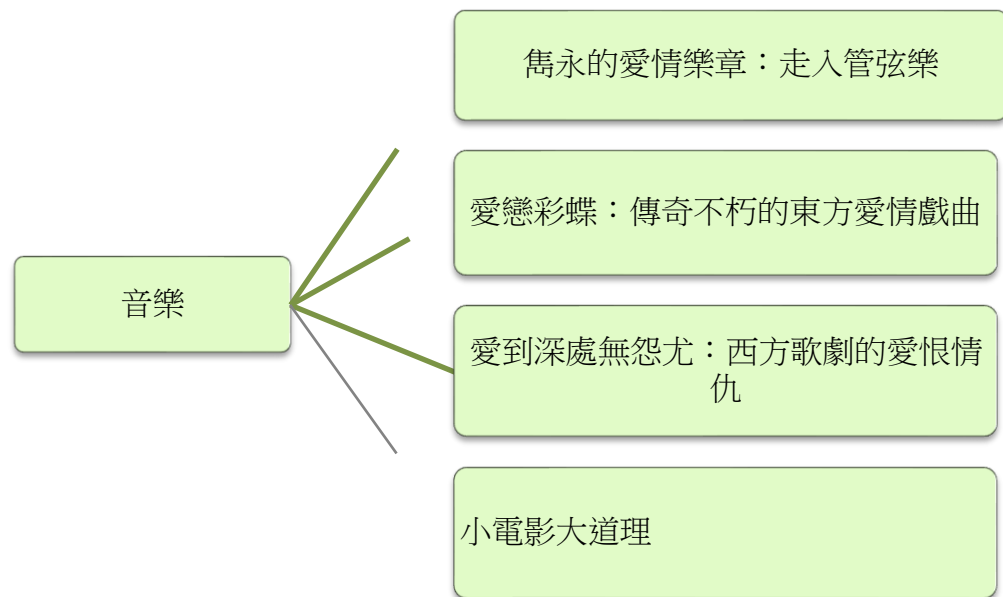 雋永的愛情樂章：走入管弦樂
愛戀彩蝶：傳奇不朽的東方愛情戲曲
音樂
愛到深處無怨尤：西方歌劇的愛恨情
仇
小電影大道理